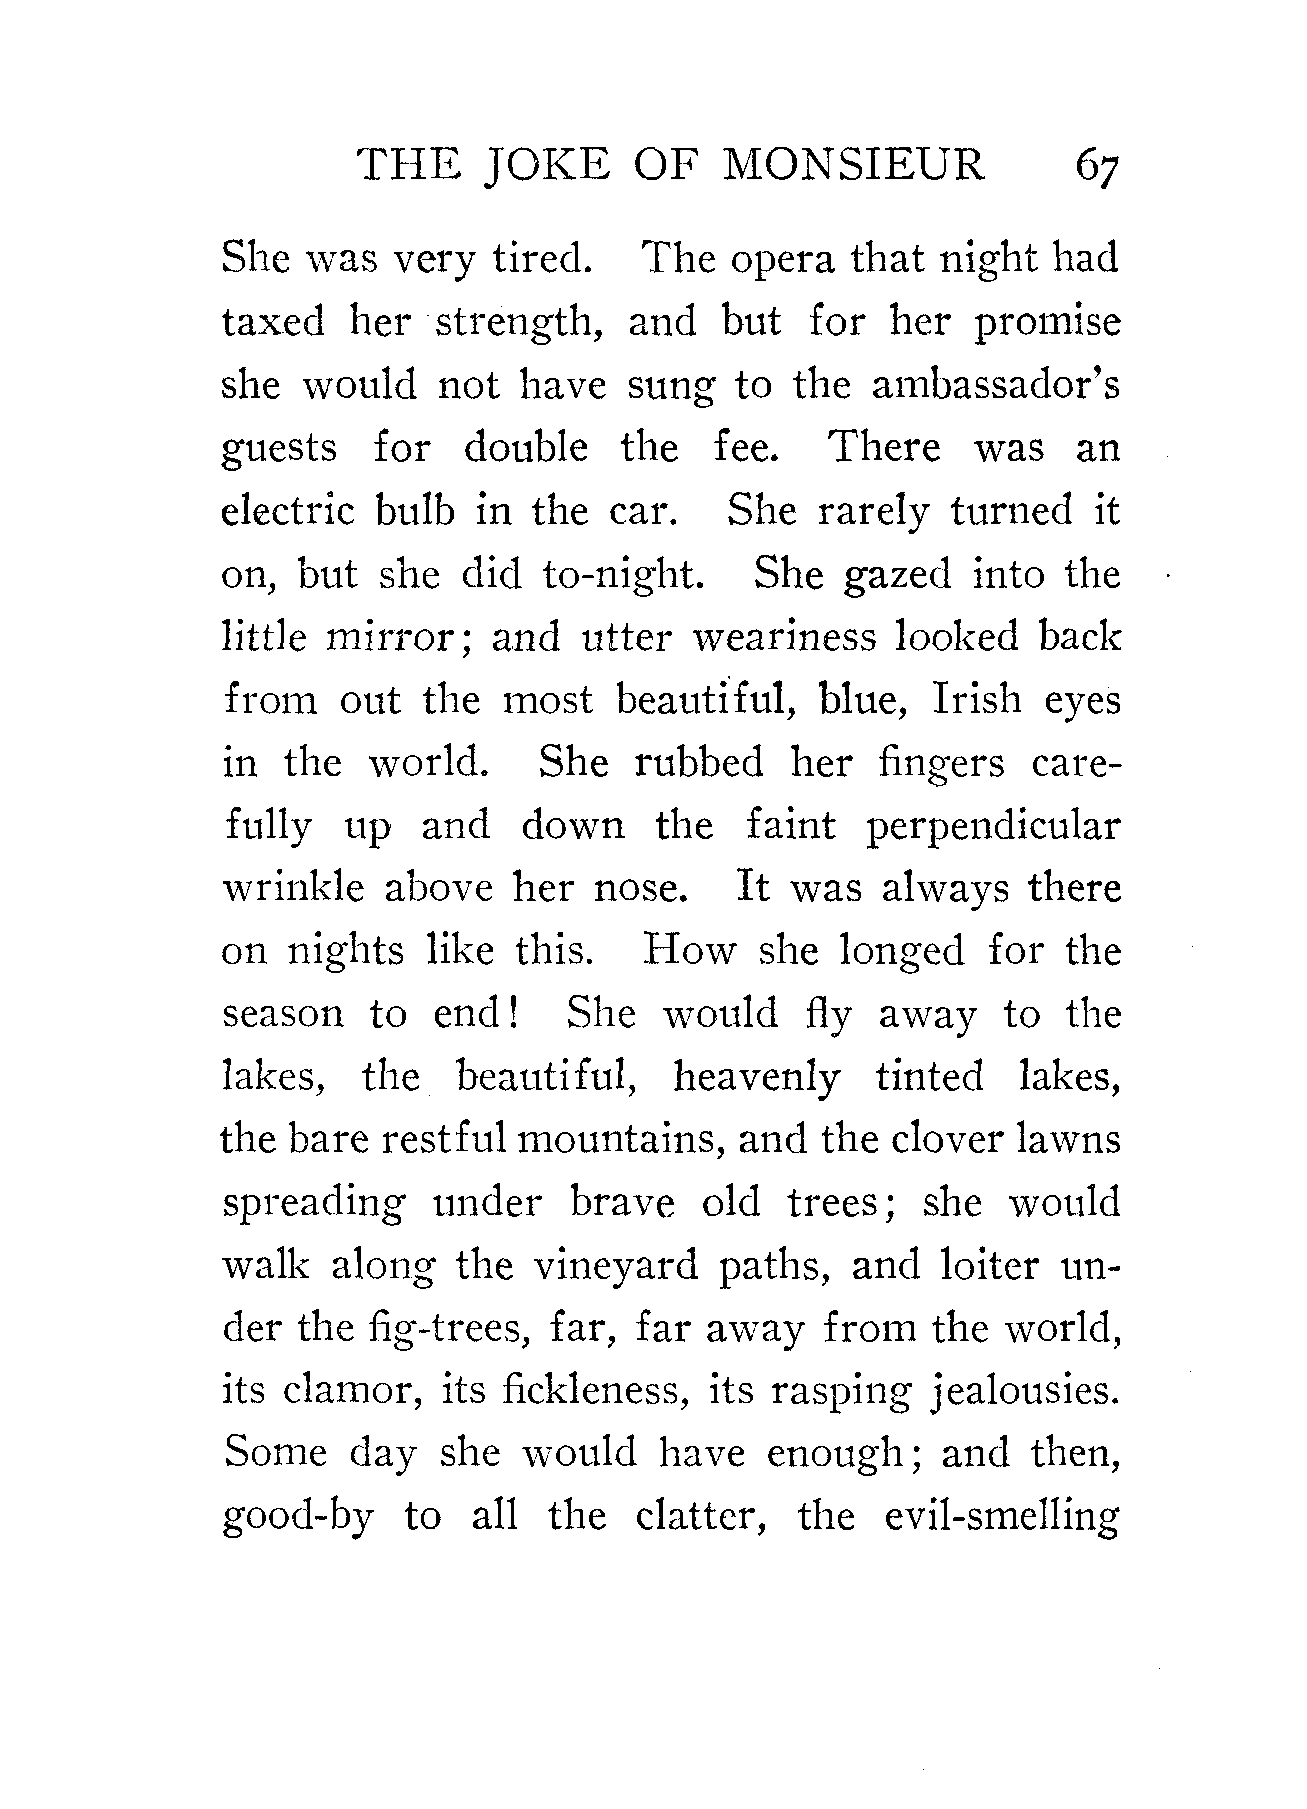 THE JOKE OF MONSIEUR 67
She was very tired. The opera that night had
taxed her strength, and but for her promise
she would not have sung to the ambassador's
guests for double the fee. There was an
electric bulb in the car. She rarely turned it
on, but she did to-night. She gazed into the
little mirror; and utter weariness looked back
from out the most beautiful, blue, Irish eyes
in the world. She rubbed her fingers care-
fully up and down the faint perpendicular
wrinkle above her nose. It was always there
on nights like this. How she longed for the
season to end! She would fly away to the
lakes, the beautiful, heavenly tinted lakes,
the bare restful mountains, and the clover lawns
spreading under brave old trees; she would
walk along the vineyard paths, and loiter un-
der the fig-trees, far, far away from the world,
its clamor, its fickleness, its rasping jealousies.
Some day she would have enough; and then,
good-by to all the clatter, the evil-smelling